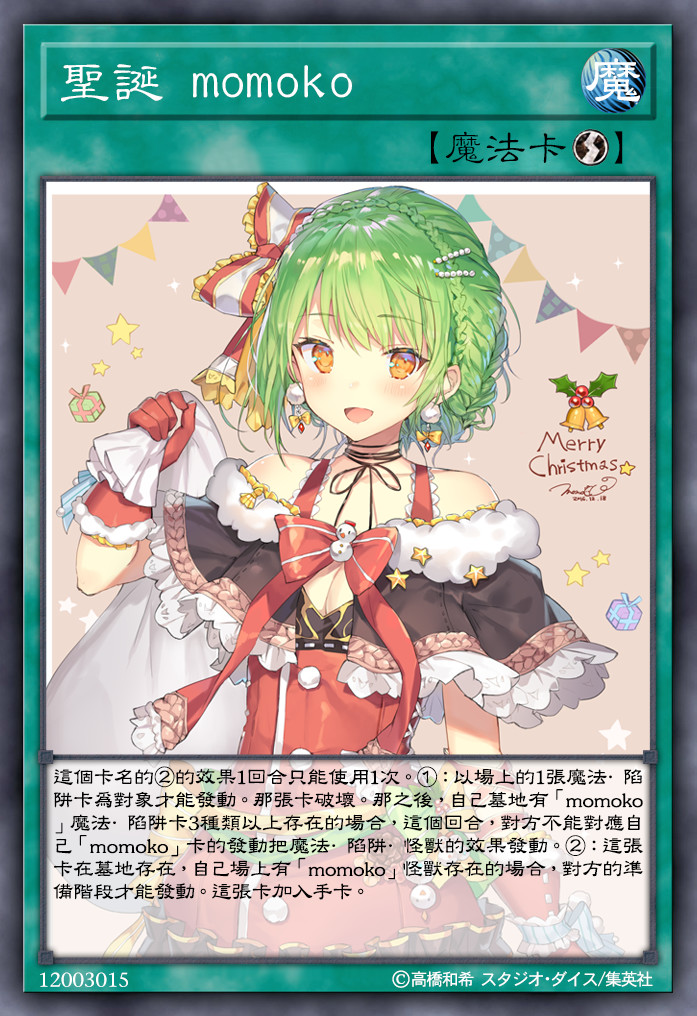 聖誕 momoko
魔
【魔法卡】
Merry
Christmas
這個卡名的②的效果1回合只能使用1次。①：以場上的1張魔法·陷
阱卡為對象才能發動。那張卡破壞。那之後，自己墓地有「momoko
」魔法·陷阱卡3種類以上存在的場合，這個回合，對方不能對應自
己「momoko」卡的發動把魔法·陷阱·怪獸的效果發動。②：這張
卡在墓地存在，自己場上有「momoko」怪獸存在的場合，對方的準
備階段才能發動。這張卡加入手卡。
12003015 ©高橋和希 スタジオ・ダイス/集英社